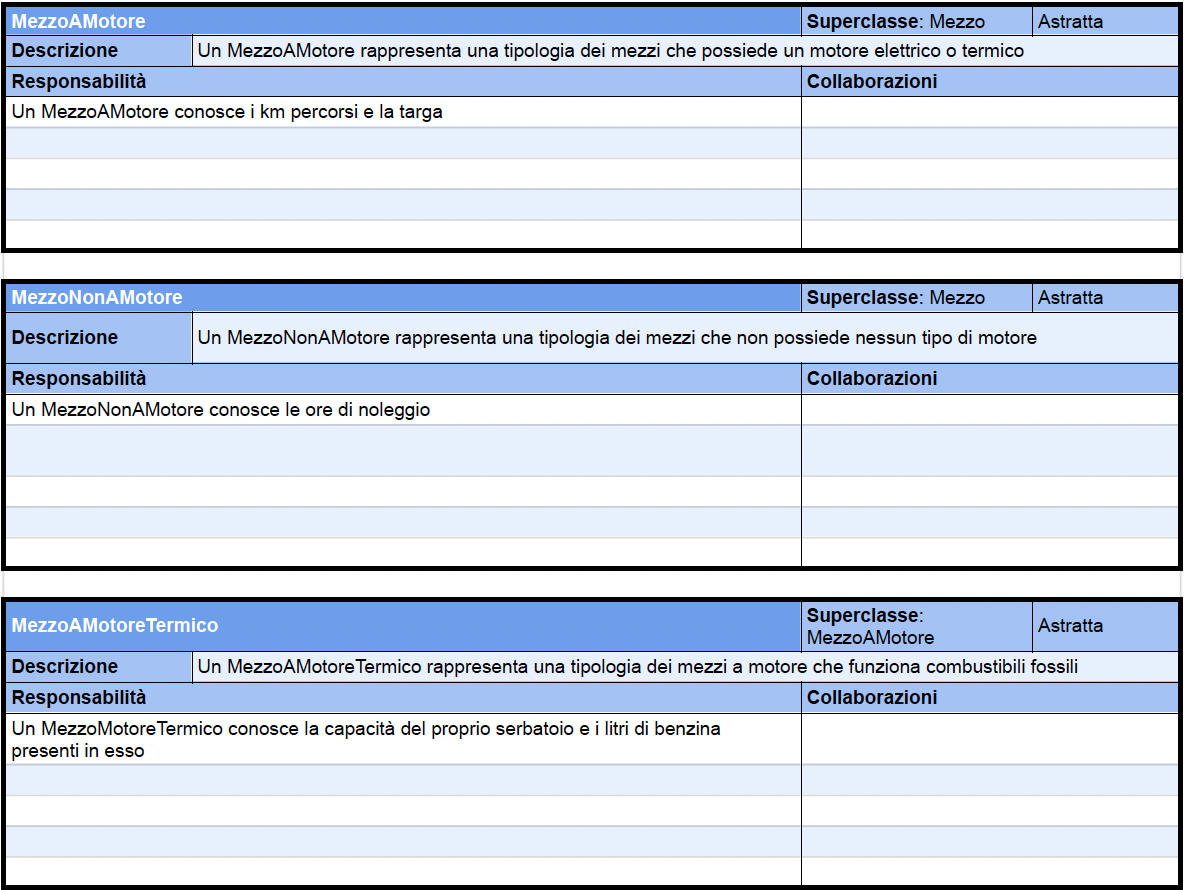 MezzoAMotore Superclasse: Mezzo Astratta
Descrizione Un MezzoAMotore rappresenta una tipologia dei mezzi che possiede un motore elettrico o termico
Responsabilità Collaborazioni
Un MezzoAMotore conosce i km percorsi e la targa
MezzoNonAMotore Superclasse: Mezzo Astratta
Descrizione Un MezzoNonAMotore rappresenta una tipologia dei mezzi che non possiede nessun tipo di motore
Responsabilità Collaborazioni
Un MezzoNonAMotore conosce le ore di noleggio
MezzoAMotoreTermico Superclasse: MezzoAMotore Astratta
Descrizione Un MezzoAMotoreTermico rappresenta una tipologia dei mezzi a motore che funziona combustibili fossili
Responsabilità Collaborazioni
Un MezzoMotoreTermico conosce la capacità del proprio serbatoio e i litri di benzina
presenti in esso